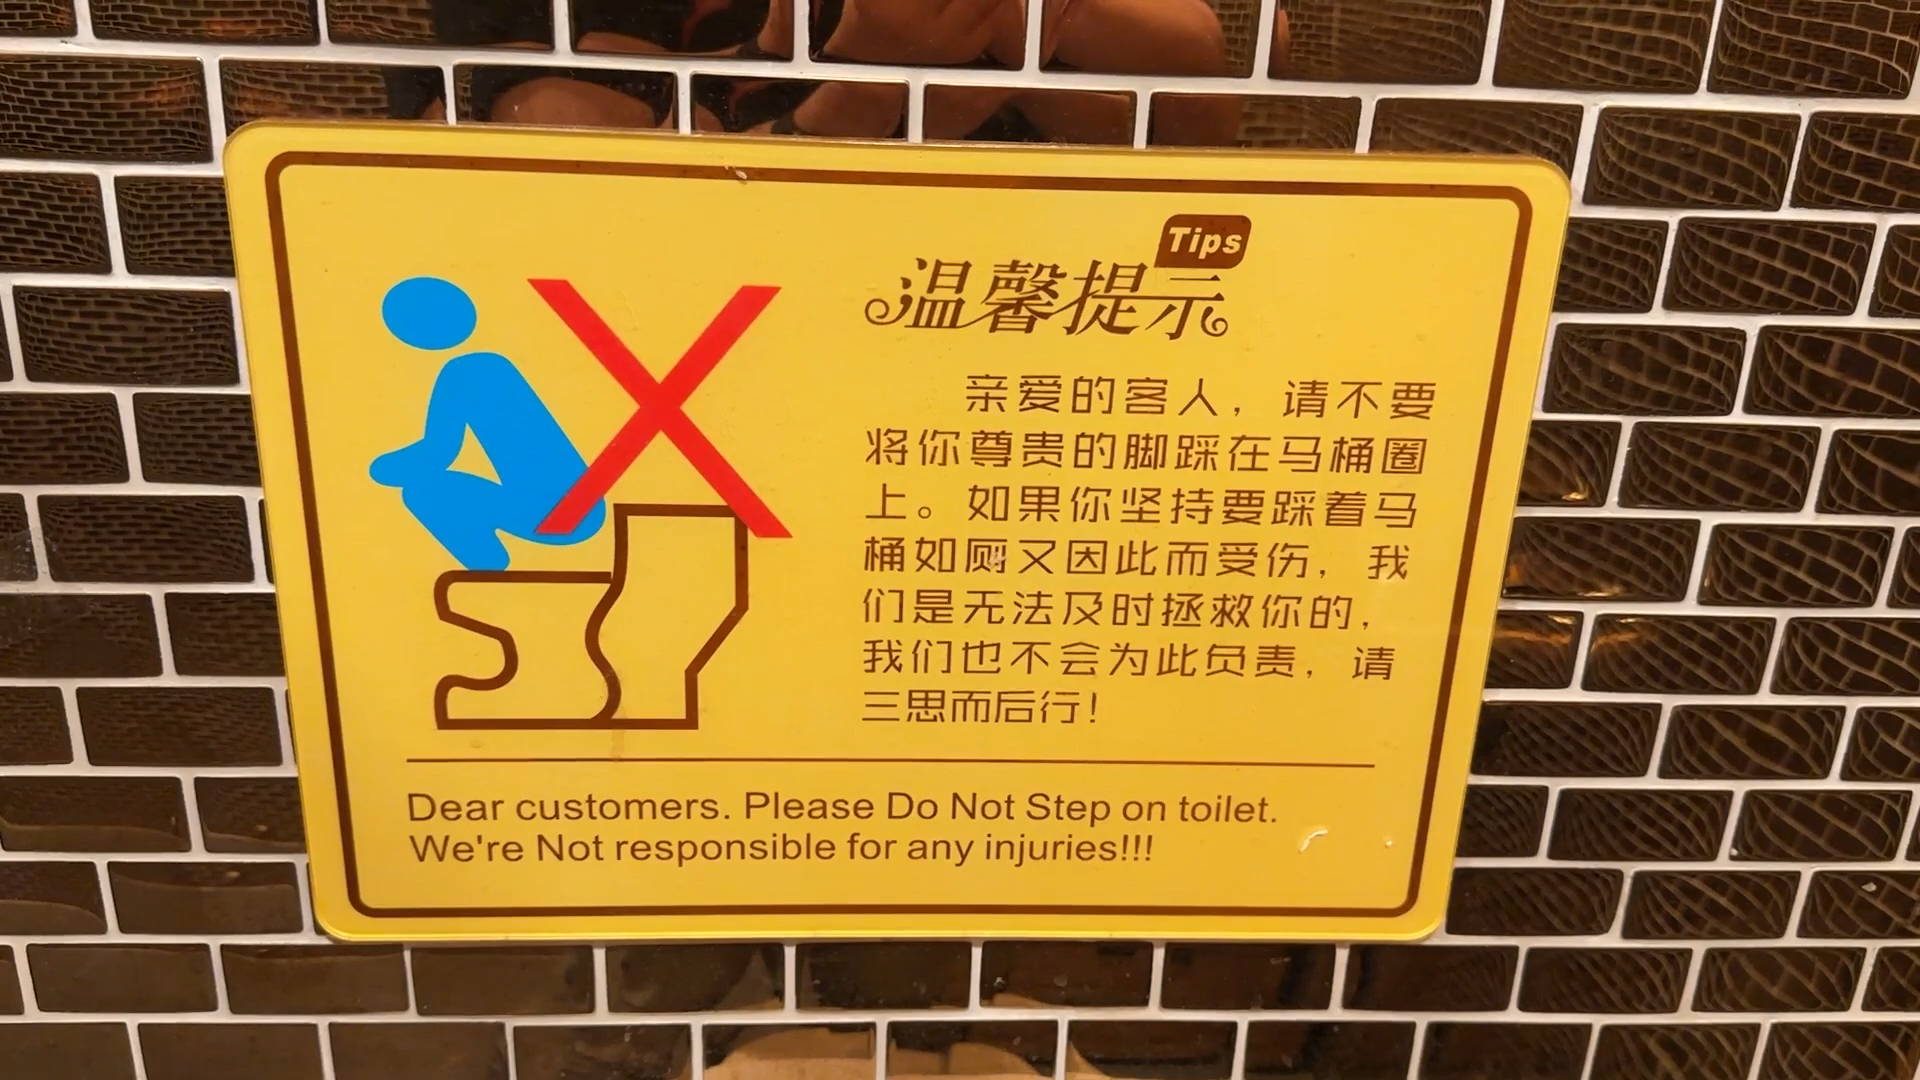 Tips
温馨提示
亲爱的客人，请不要
将你尊贵的脚踩在马桶圈
上。如果你坚持要踩着马
桶如厕又因此而受伤，我
们是无法及时拯救你的，
我们也不会为此负责，请
三思而后行！
Dear customers. Please Do Not Step on toilet.
We're Not responsible for any injuries!!!